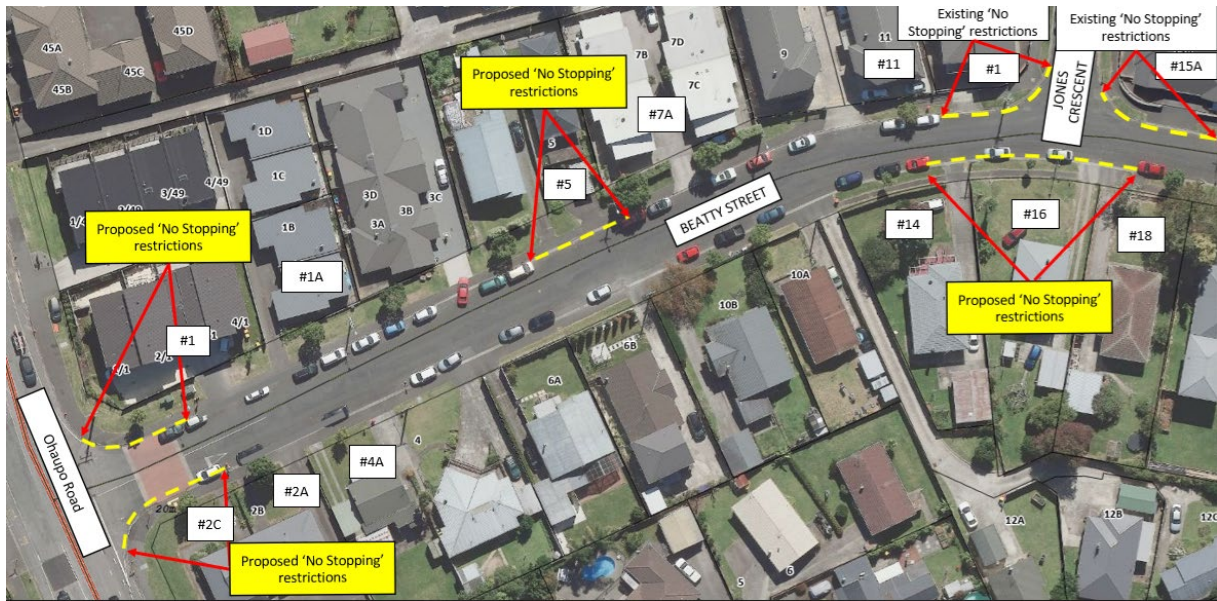 45A
45D
45C
45B
Existing ‘No
Stopping’ restrictions
Existing ‘No Stopping’
restrictions
11
#11
#1
#15A
JONES
CRESCENT
7B
7D
7C
9
#7A
Proposed ‘No Stopping’
restrictions
5
#5
1D
1C
1B
#1A
3D
3A
3B
3C
3/49
4/49
Proposed ‘No Stopping’
restrictions
#1
4/1
2/1
1/1
BEATTY STREET
#14
#16
#18
Proposed ‘No Stopping’
restrictions
10A
10B
6B
6A
4
#4A
#2A
2B
#2C
Ohaupo Road
Proposed ‘No Stopping’
restrictions
5
6
12A
12B